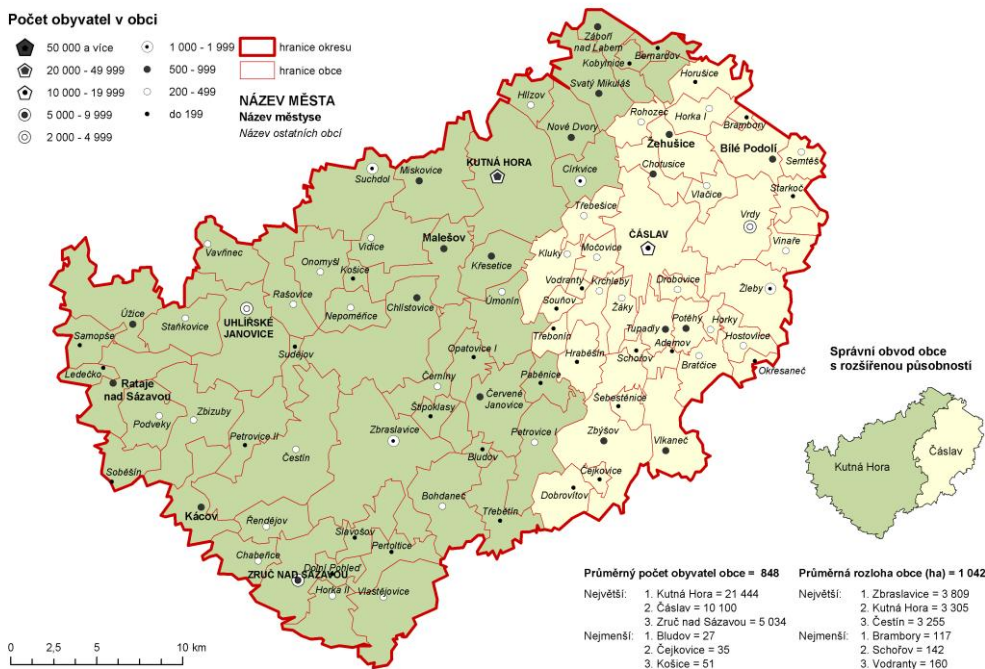 Počet obyvatel v obci
50 000 a více
20 000 - 49 999
10 000 - 19 999
5 000 - 9 999
2 000 - 4 999
1 000 - 1 999
500 - 999
200 - 499
do 199
hranice okresu
hranice obce
NÁZEV MĚSTA
Název městyse
Název ostatních obcí
Záboří
nad Labem
Bernardov
Kobylnice
Svatý Mikuláš
Horušice
Hlízov
Rohozec
Horka I
Brambory
Nové Dvory
Žehušice
Bílé Podolí
Semtěš
KUTNÁ HORA
Chotusice
Suchdol
Miskovice
Církvice
Vlačice
Starkoč
Třebešice
Vrdy
Malešov
ČÁSLAV
Vinaře
Vavřinec
Vidice
Onomyšl
Košice
Křesetice
Kluky
Močovice
Vodranty
Krchleby
Drobovice
Žleby
Rašovice
Chlístovice
Úmonín
Souňov
Žáky
Úžice
Staňkovice
UHLÍŘSKÉ
JANOVICE
Nepoměřice
Třebonín
Tupadly
Potěhy
Horky
Samopše
Sudějov
Opatovice I
Hraběšín
Schořov
Adamov
Hostovlice
Bratčice
Okresaneč
Ledečko
Rataje
nad Sázavou
Černíny
Paběnice
Červené
Janovice
Šebestěnice
Štipoklasy
Podveky
Zbizuby
Petrovice II
Zbraslavice
Petrovice I
Zbýšov
Vlkaneč
Čestín
Bludov
Soběšín
Čejkovice
Dobrovítov
Bohdaneč
Kácov
Třebětín
Řendějov
Slavošov
Chabeřice
Pertoltice
Dolní Pohled
ZRUČ NAD SÁZAVOU
Horka II
Vlastějovice
0 2,5 5 10 km
Správní obvod obce
s rozšířenou působností
Kutná Hora
Čáslav
Průměrný počet obyvatel obce = 848
Největší: 1. Kutná Hora = 21 444
2. Čáslav = 10 100
3. Zruč nad Sázavou = 5 034
Nejmenší: 1. Bludov = 27
2. Čejkovice = 35
3. Košice = 51
Průměrná rozloha obce (ha) = 1 042
Největší: 1. Zbraslavice = 3 809
2. Kutná Hora = 3 305
3. Čestín = 3 255
Nejmenší: 1. Brambory = 117
2. Schořov = 142
3. Vodranty = 160